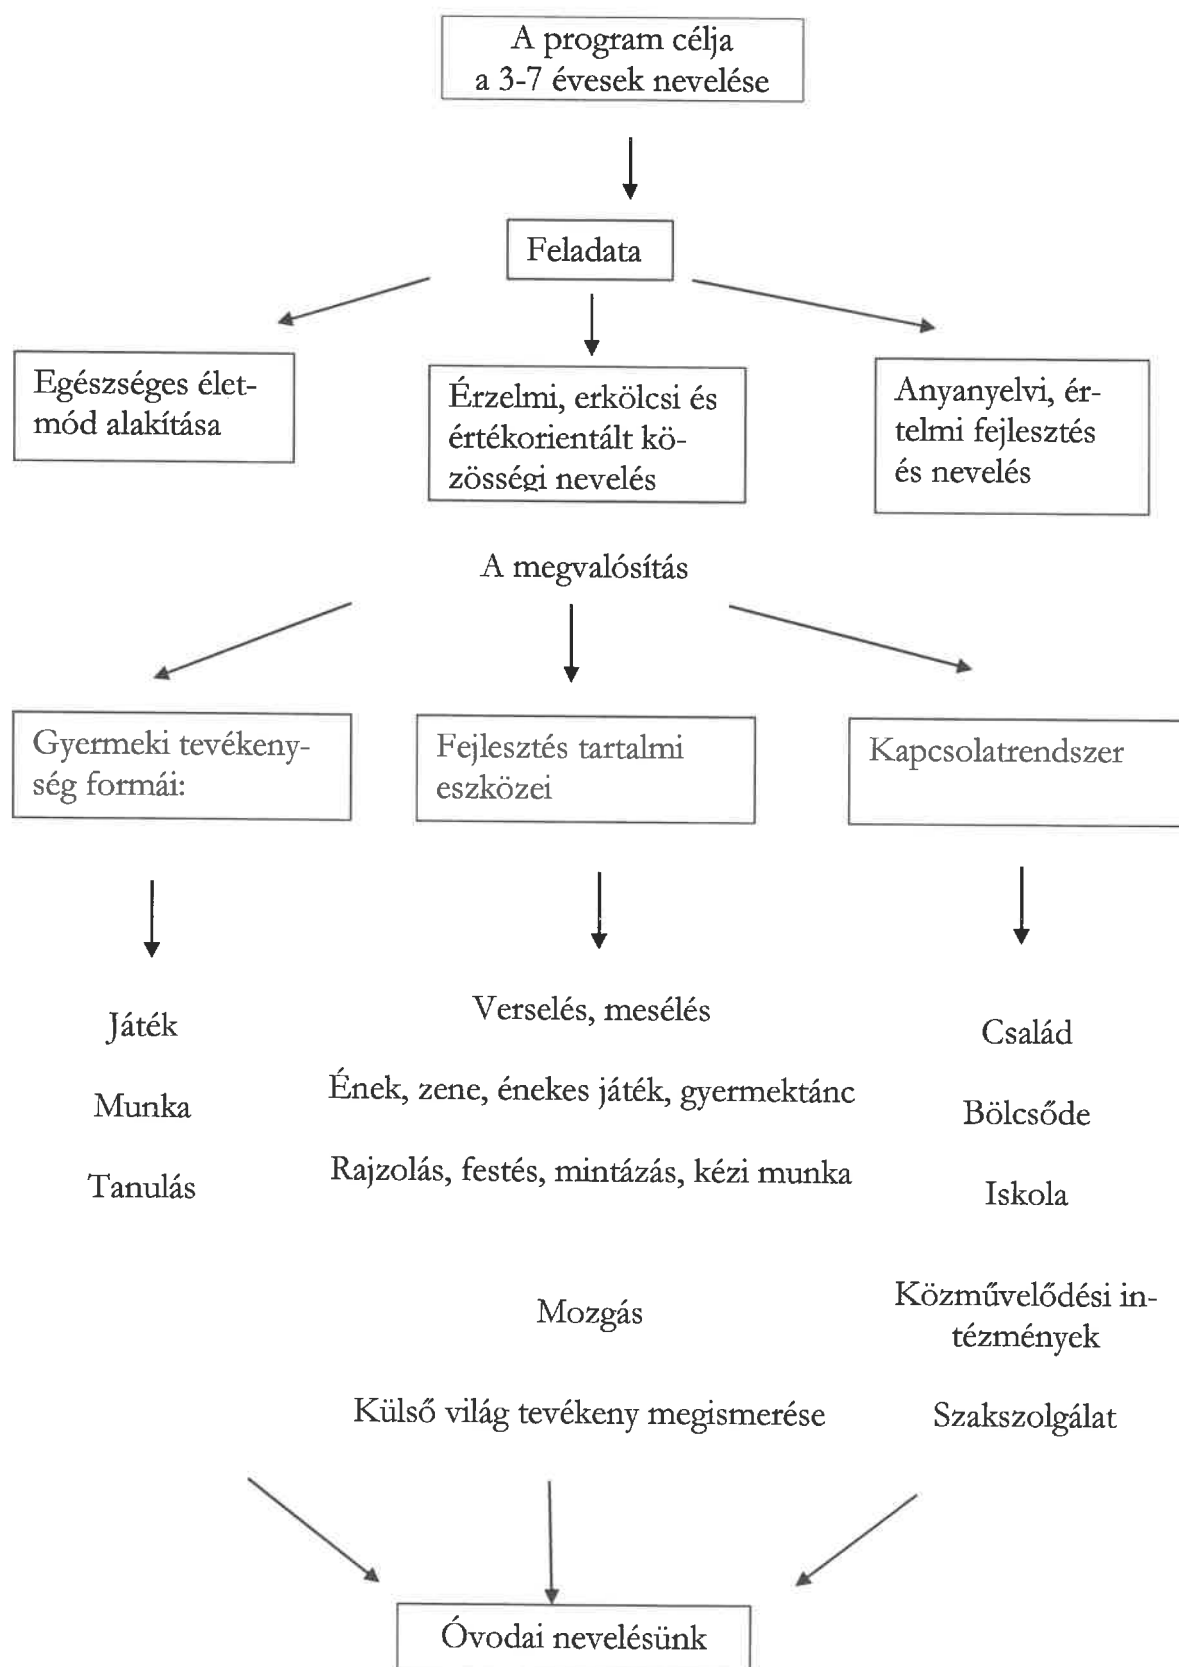 A program célja
a 3-7 évesek nevelése
Feladata
Egészséges élet-
mód alakítása
Érzelmi, erkölcsi és
értékorientált kö-
zösségi nevelés
Anyanyelvi, ér-
telmi fejlesztés
és nevelés
A megvalósítás
Gyermeki tevékeny-
ség formái:
Fejlesztés tartalmi
eszközei
Kapcsolatrendszer
Játék
Munka
Tanulás
Verselés, mesélés
Ének, zene, énekes játék, gyermektánc
Rajzolás, festés, mintázás, kézi munka
Mozgás
Külső világ tevékeny megismerése
Család
Bölcsőde
Iskola
Közművelődési in-
tézmények
Szakszolgálat
Óvodai nevelésünk